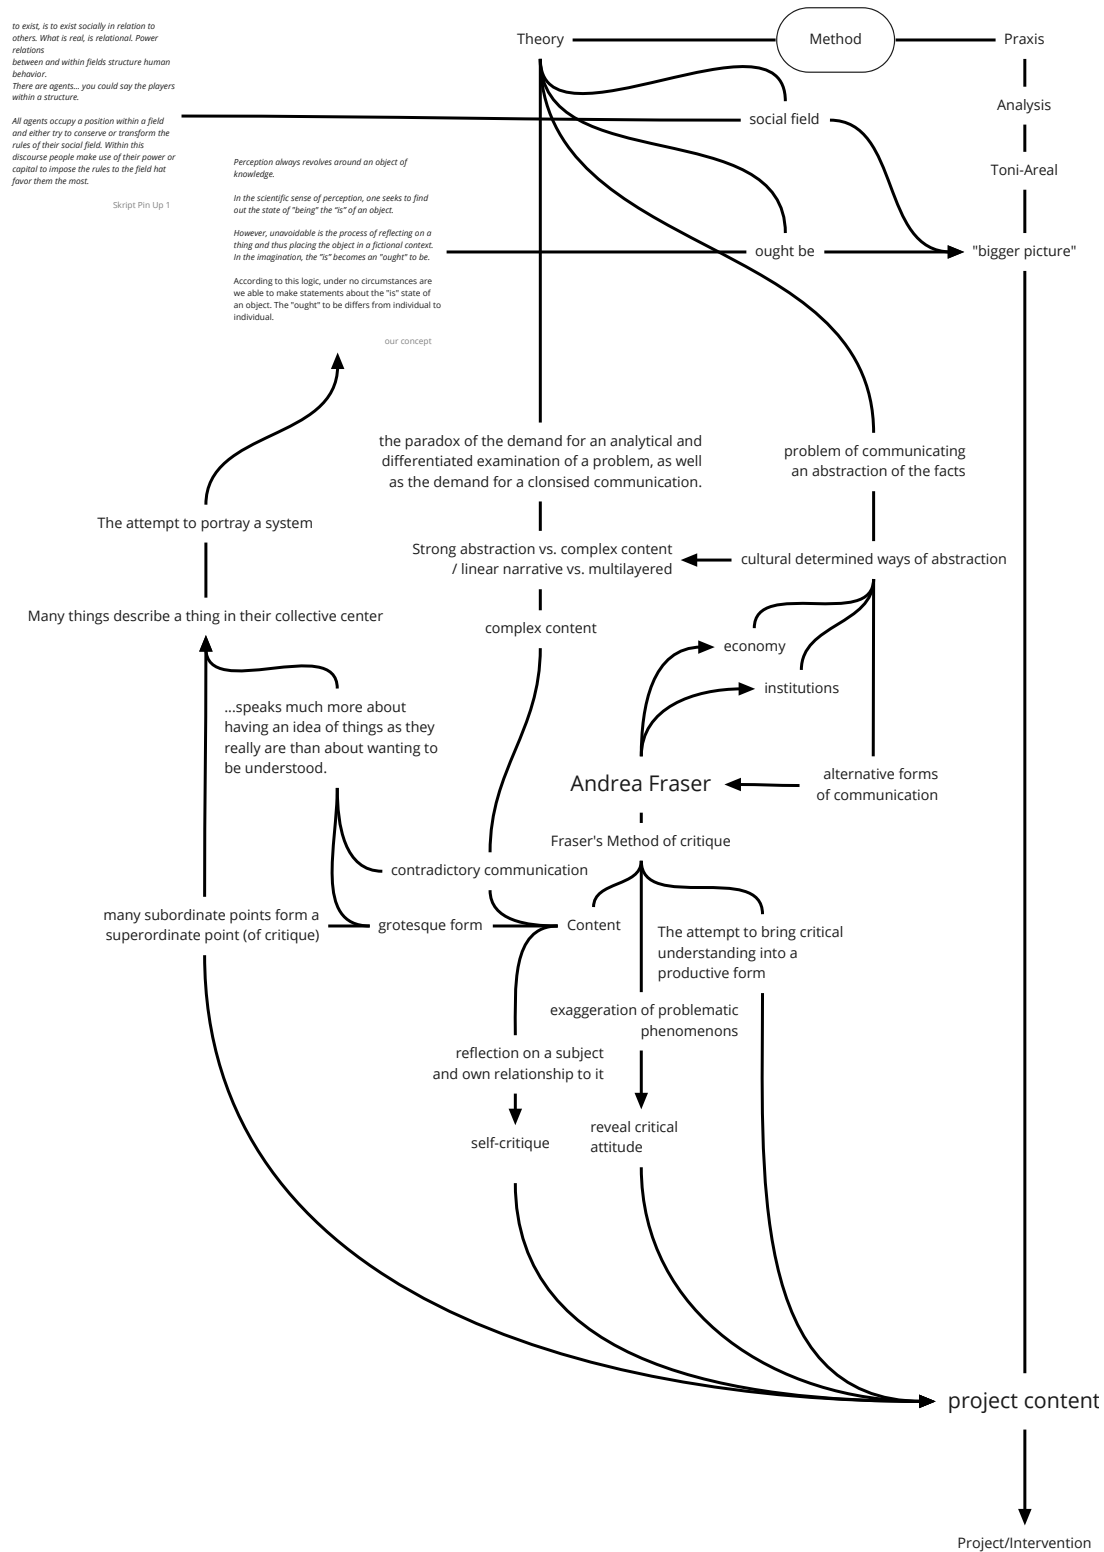 to exist, is to exist socially in relation to
others. What is real, is relational. Power
relations
between and within fields structure human
behavior.
There are agents... you could say the players
within a structure.
All agents occupy a position within a field
and either try to conserve or transform the
rules of their social field. Within this
discourse people make use of their power or
capital to impose the rules to the field hat
favor them the most.
Skript Pin Up 1
Perception always revolves around an object of
knowledge.
In the scientific sense of perception, one seeks to find
out the state of "being" the "is" of an object.
However, unavoidable is the process of reflecting on a
thing and thus placing the object in a fictional context.
In the imagination, the "is" becomes an "ought" to be.
According to this logic, under no circumstances are
we able to make statements about the "is" state of
an object. The "ought" to be differs from individual to
individual.
our concept
Theory
Method
Praxis
Analysis
social field
Toni-Areal
ought be
"bigger picture"
the paradox of the demand for an analytical and
differentiated examination of a problem, as well
as the demand for a clonsised communication.
problem of communicating
an abstraction of the facts
The attempt to portray a system
Strong abstraction vs. complex content
/ linear narrative vs. multilayered
cultural determined ways of abstraction
Many things describe a thing in their collective center
complex content
economy
institutions
...speaks much more about
having an idea of things as they
really are than about wanting to
be understood.
Andrea Fraser
alternative forms
of communication
Fraser's Method of critique
contradictory communication
many subordinate points form a
superordinate point (of critique)
grotesque form
Content
The attempt to bring critical
understanding into a
productive form
exaggeration of problematic
phenomenons
reflection on a subject
and own relationship to it
self-critique
reveal critical
attitude
project content
Project/Intervention